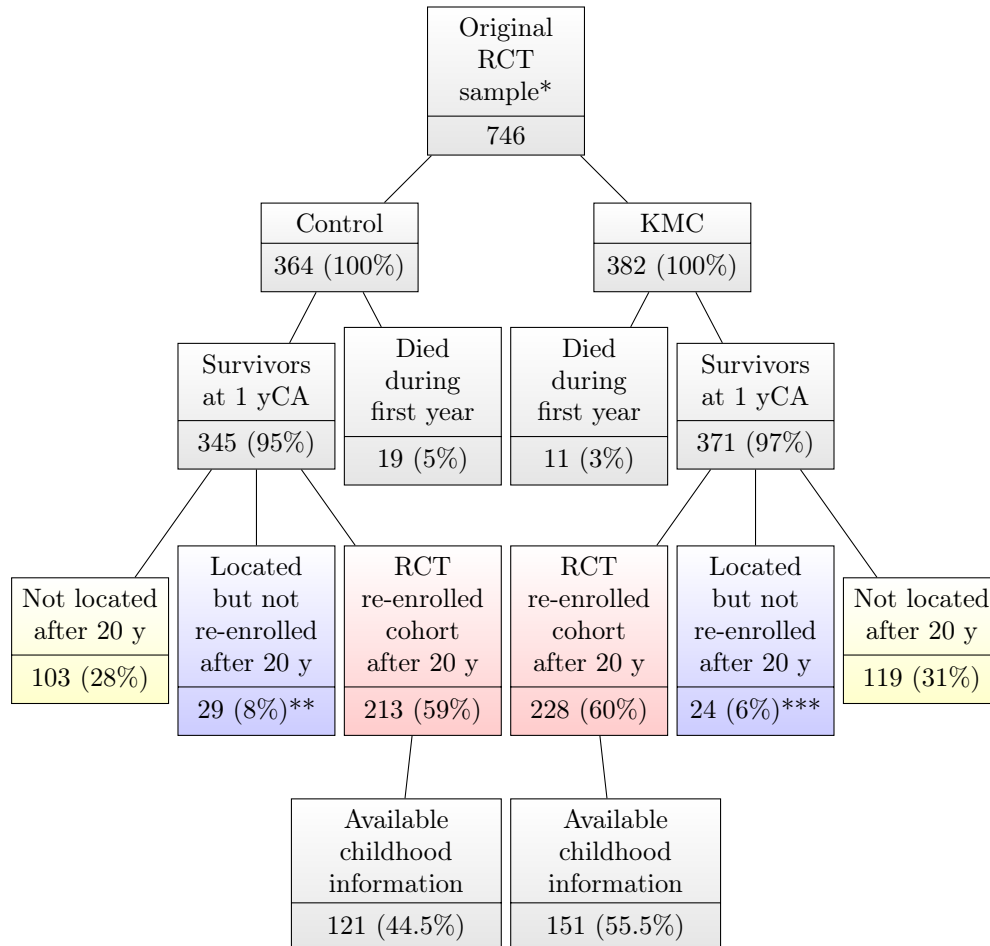 Original
RCT
sample*
746
Control
364 (100%)
KMC
382 (100%)
Survivors
at 1 yCA
345 (95%)
Died
during
first year
19 (5%)
Died
during
first year
11 (3%)
Survivors
at 1 yCA
371 (97%)
Not located
after 20 y
103 (28%)
Located
but not
re-enrolled
after 20 y
29 (8%)**
RCT
re-enrolled
cohort
after 20 y
213 (59%)
RCT
re-enrolled
cohort
after 20 y
228 (60%)
Located
but not
re-enrolled
after 20 y
24 (6%)***
Not located
after 20 y
119 (31%)
Available
childhood
information
121 (44.5%)
Available
childhood
information
151 (55.5%)